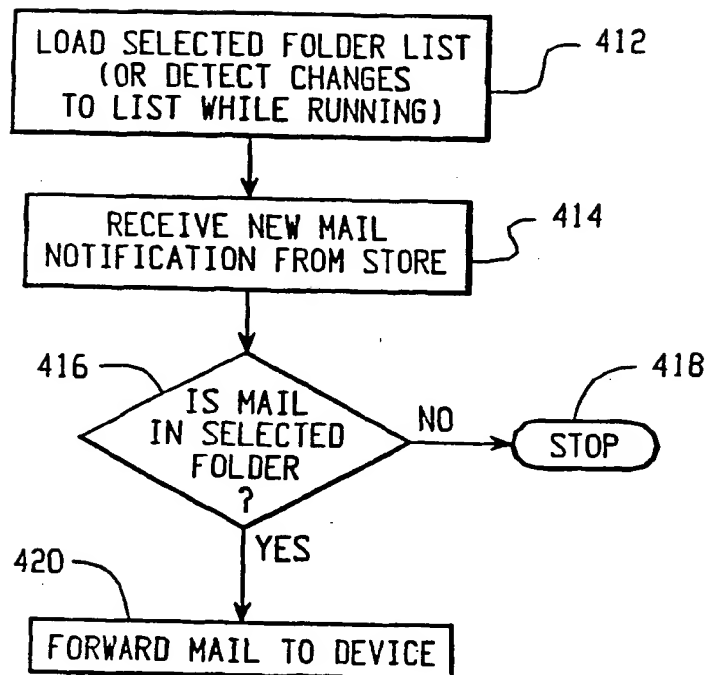 LOAD SELECTED FOLDER LIST
(OR DETECT CHANGES
TO LIST WHILE RUNNING)
412
RECEIVE NEW MAIL
NOTIFICATION FROM STORE
414
416
IS MAIL
IN SELECTED
FOLDER
?
NO
418
STOP
YES
420
FORWARD MAIL TO DEVICE